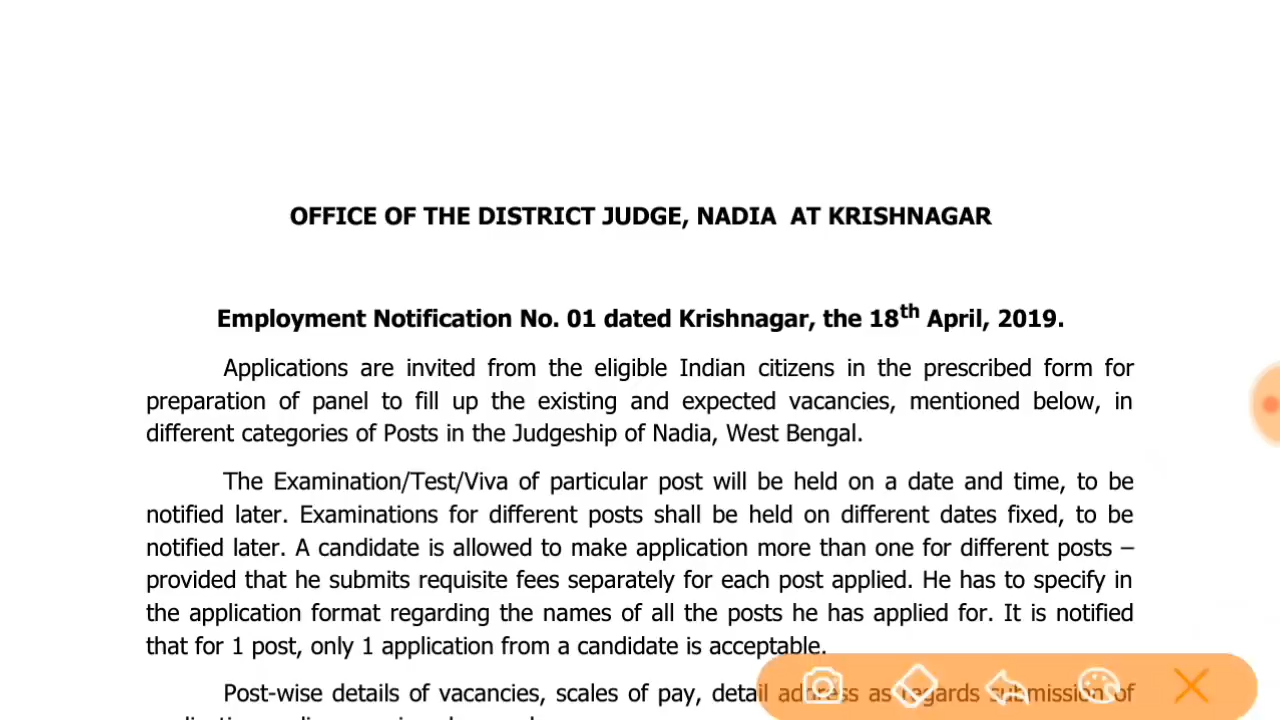 OFFICE OF THE DISTRICT JUDGE, NADIA AT KRISHNAGAR
Employment Notification No. 01 dated Krishnagar, the 18th April, 2019.
Applications are invited from the eligible Indian citizens in the prescribed form for
preparation of panel to fill up the existing and expected vacancies, mentioned below, in
different categories of Posts in the Judgeship of Nadia, West Bengal.
The Examination/Test/Viva of particular post will be held on a date and time, to be
notified later. Examinations for different posts shall be held on different dates fixed, to be
notified later. A candidate is allowed to make application more than one for different posts –
provided that he submits requisite fees separately for each post applied. He has to specify in
the application format regarding the names of all the posts he has applied for. It is notified
that for 1 post, only 1 application from a candidate is acceptable.
Post-wise details of vacancies, scales of pay, detail address as regards submission of